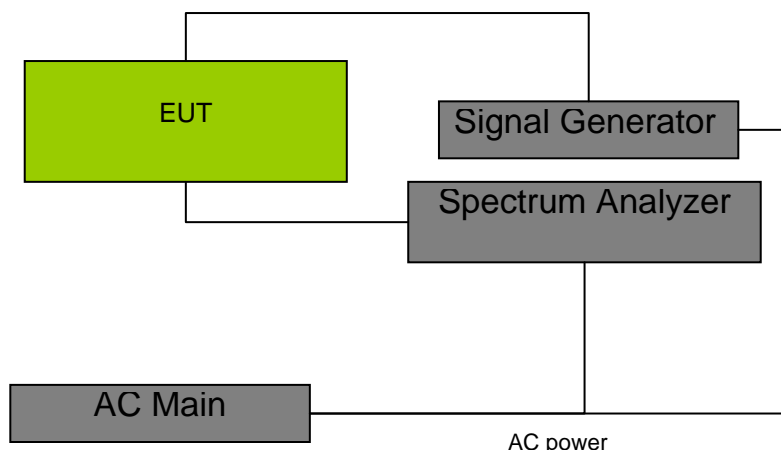 EUT
Signal Generator
Spectrum Analyzer
AC Main
AC power